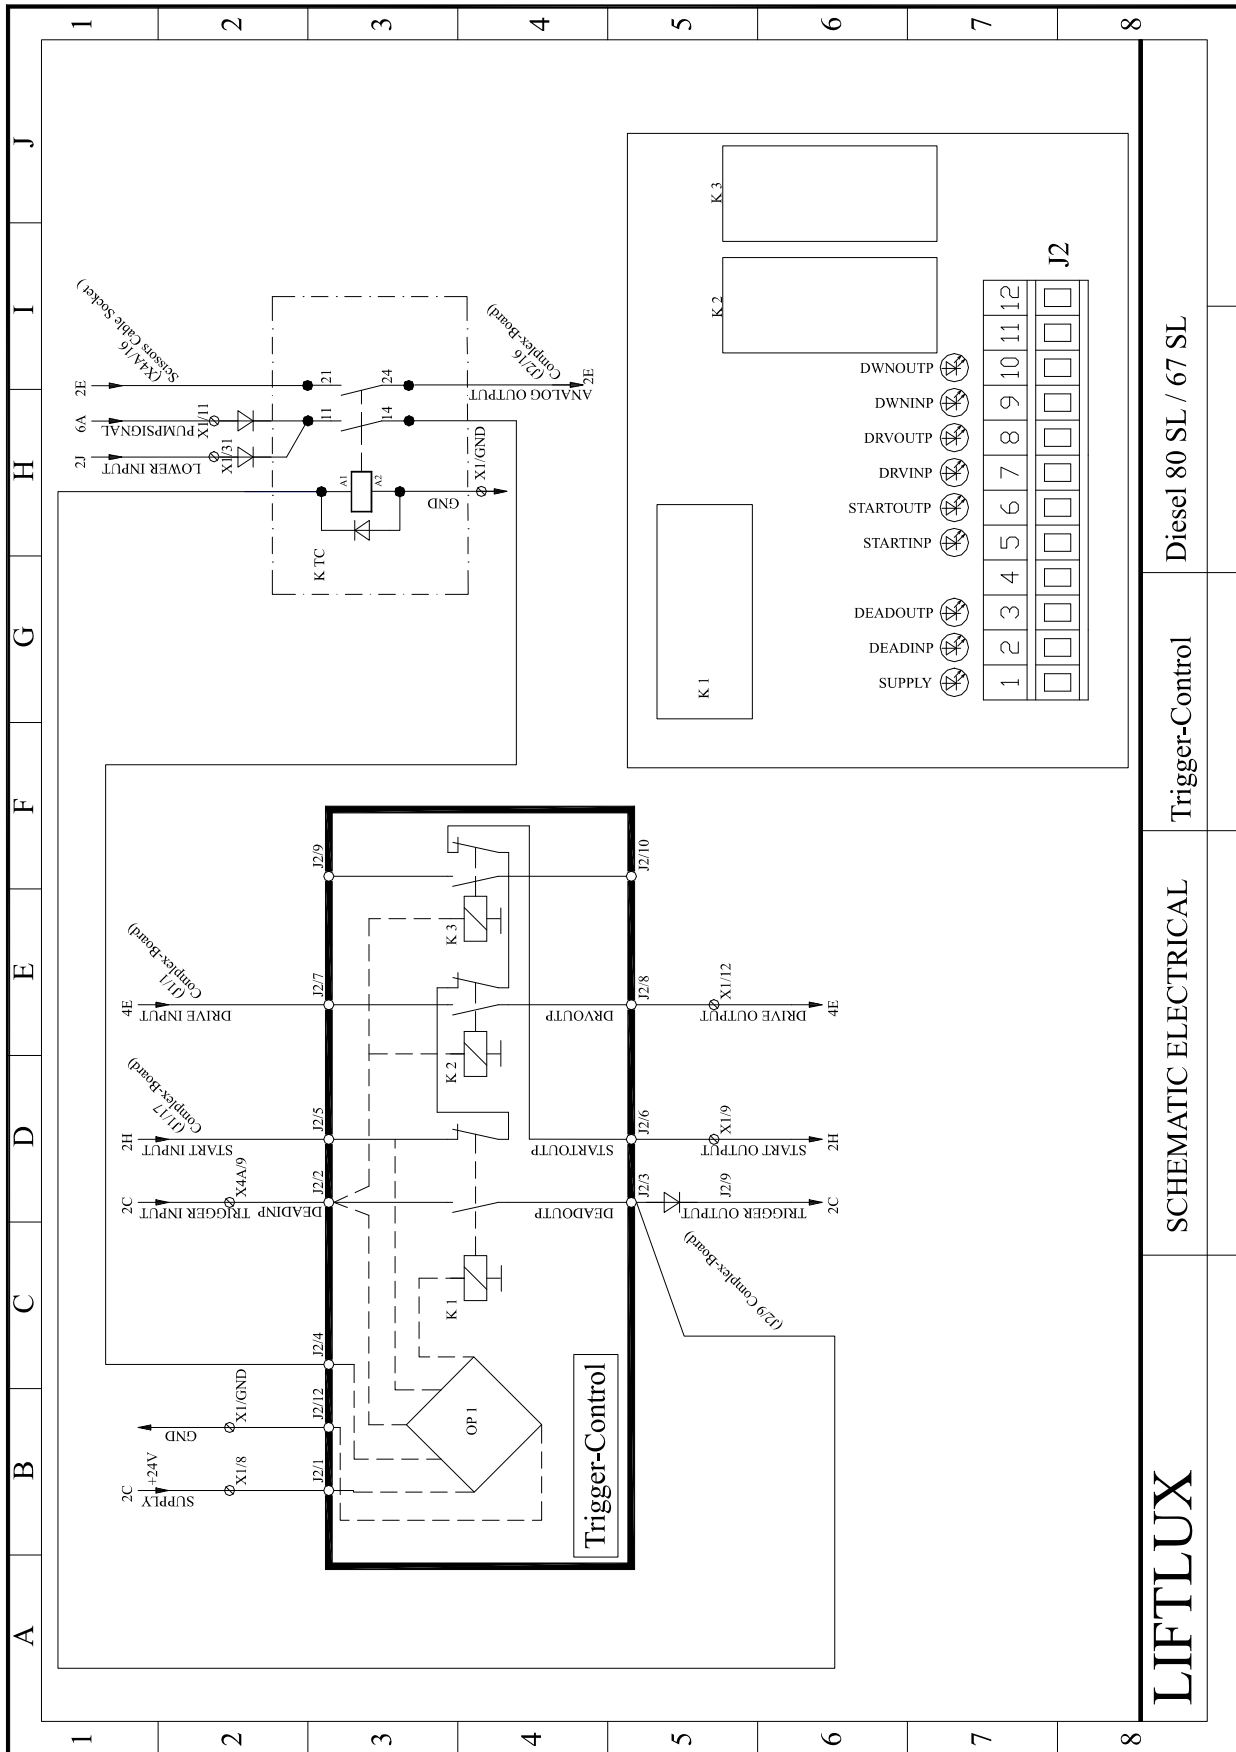 A B C D E F G H I J
1
2
3
4
5
6
7
8
1
2
3
4
5
6
7
8
2C
+24V
SUPPLY
X1/8
J2/1
GND
X1/GND
J2/12
J2/4
2C
TRIGGER INPUT
X4A/9
DEADINP
J2/2
2H
START INPUT
(J1/17
Complex-Board)
J2/5
4E
DRIVE INPUT
(J1/1
Complex-Board)
J2/7
J2/9
OP 1
K 1
K 2
K 3
DEADOUTP
STARTOUTP
DRVOUTP
Trigger-Control
J2/3
J2/6
J2/8
J2/10
J2/9
TRIGGER OUTPUT
2C
(J2/9 Complex-Board)
X1/9
START OUTPUT
2H
X1/12
DRIVE OUTPUT
4E
2J
LOWER INPUT
X1/31
6A
PUMPSIGNAL
X1/11
2E
(X4A/16
Scissors Cable Socket )
K TC
A1
A2
11
14
21
24
GND
X1/GND
ANALOG OUTPUT
(J2/16
Complex-Board)
2E
K 1
K 2
K 3
SUPPLY
DEADINP
DEADOUTP
STARTINP
STARTOUTP
DRVINP
DRVOUTP
DWNINP
DWNOUTP
1 2 3 4 5 6 7 8 9 10 11 12
J2
LIFTLUX
SCHEMATIC ELECTRICAL
Trigger-Control
Diesel 80 SL / 67 SL